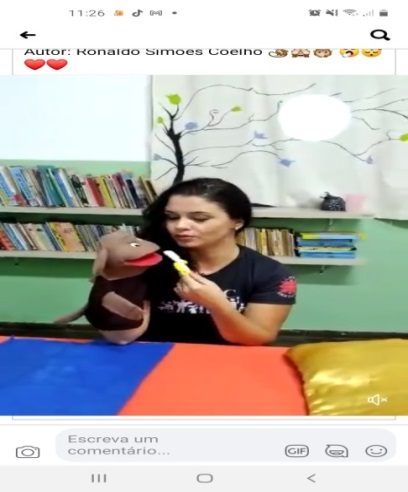 11:26
Autor: Ronaldo Simões Coelho
Escreva um
comentário...
GIF